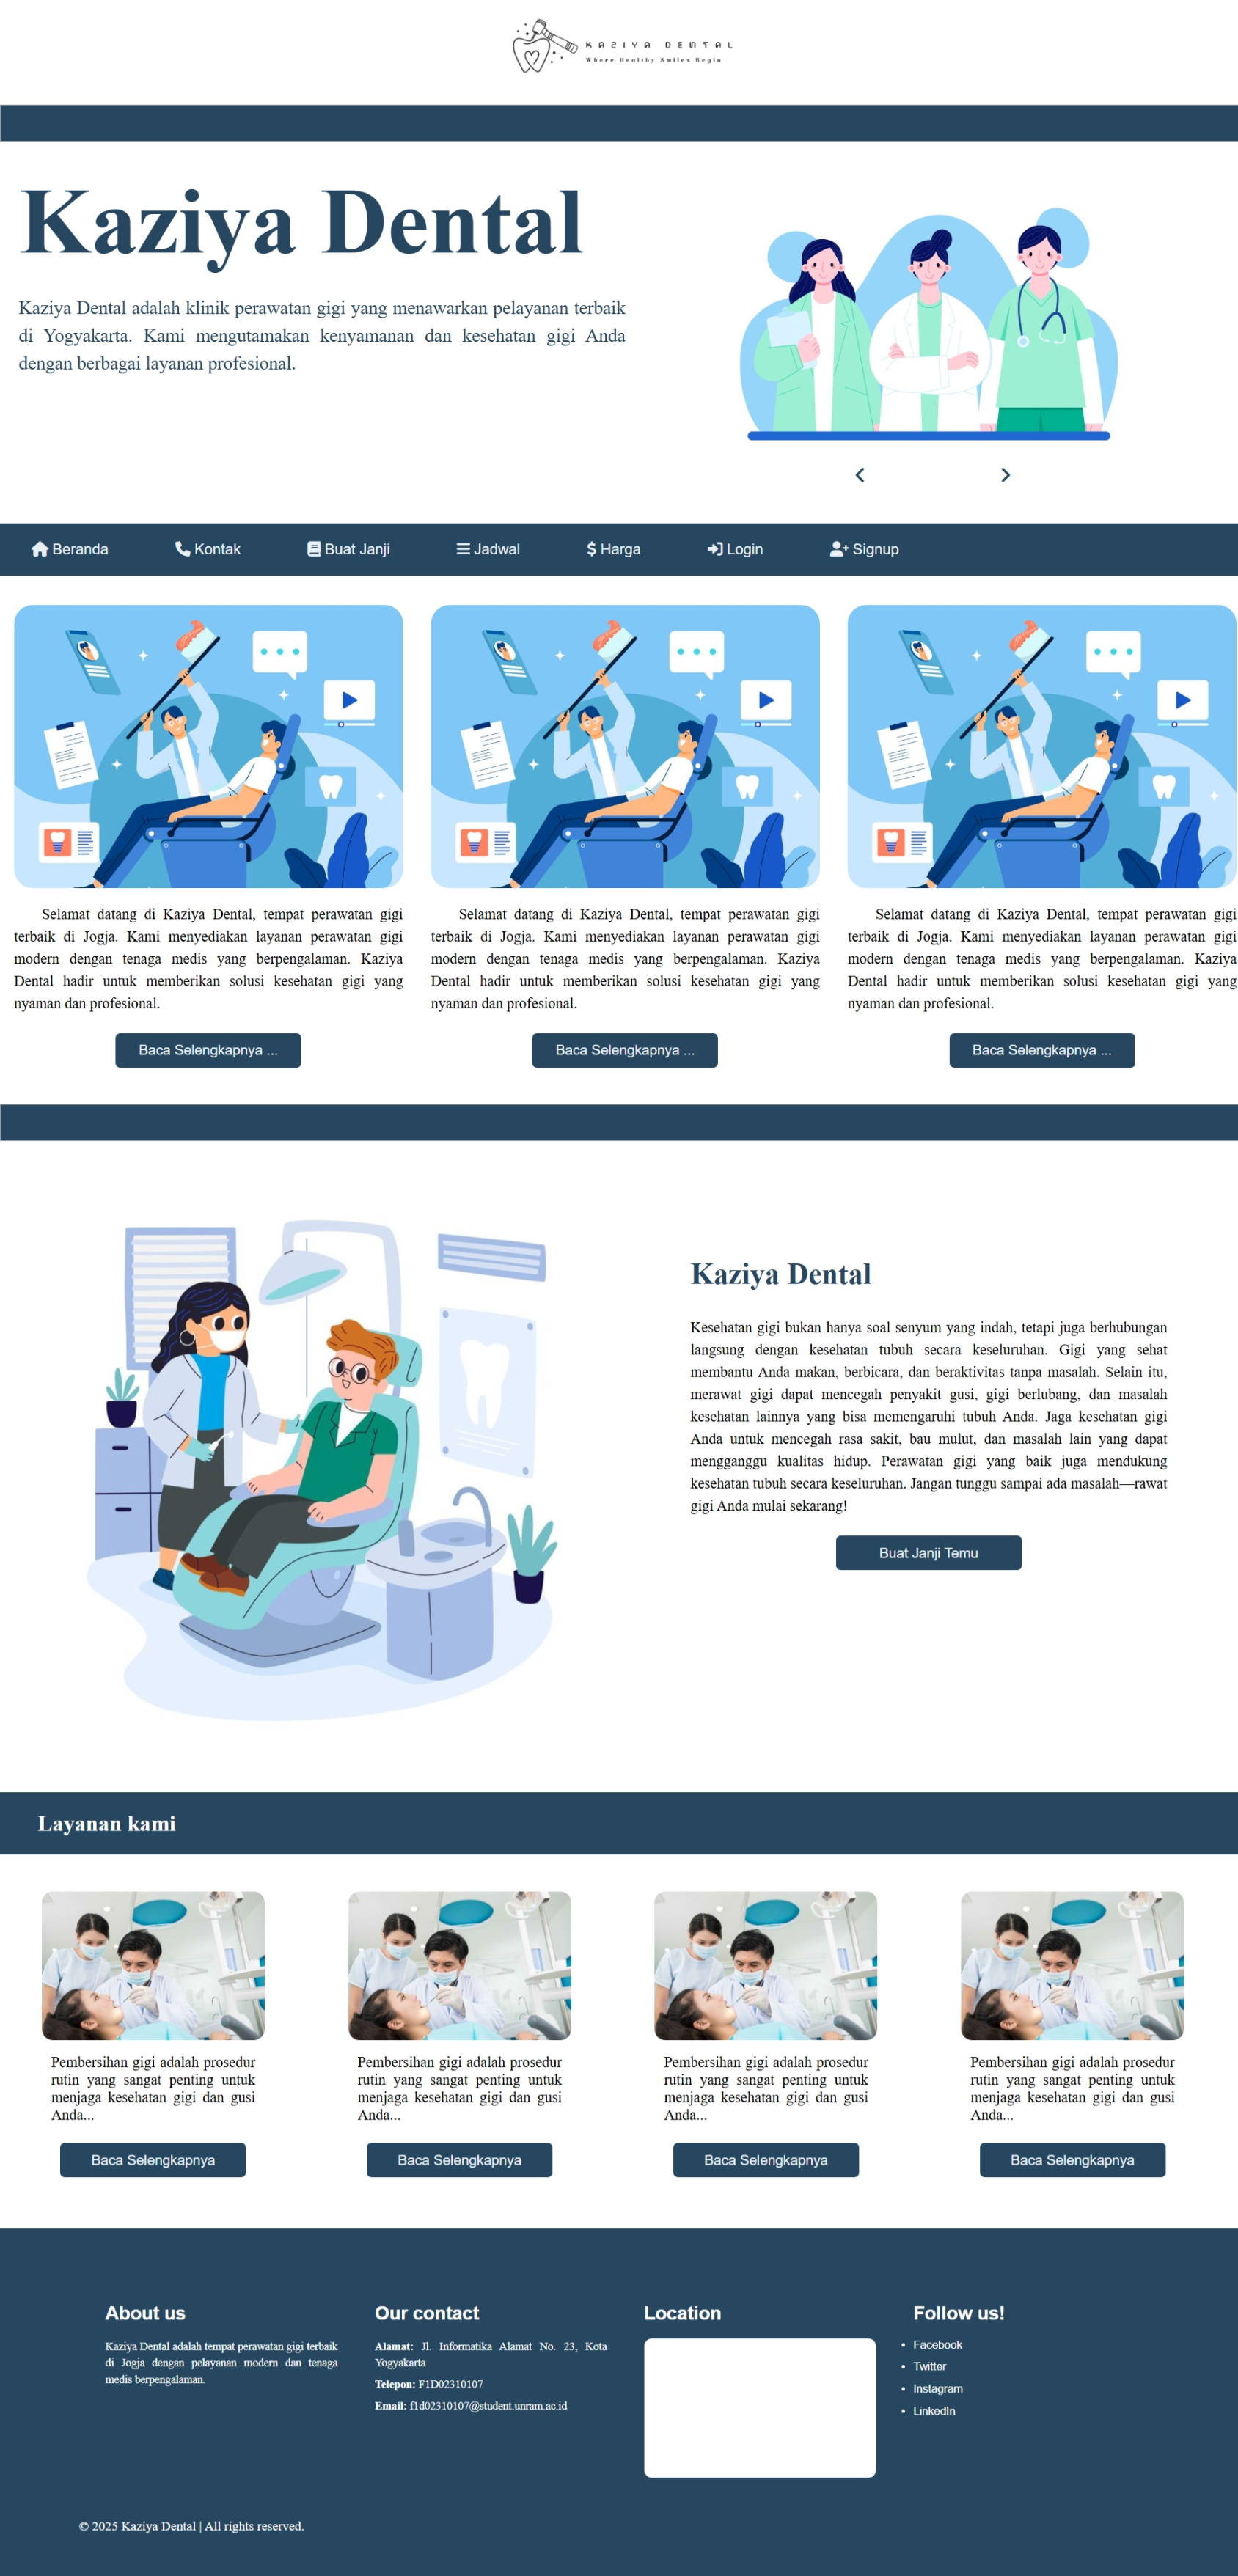 KAZIYA DENTAL
Where Healthy Smiles Begin
Kaziya Dental
Kaziya Dental adalah klinik perawatan gigi yang menawarkan pelayanan terbaik
di Yogyakarta. Kami mengutamakan kenyamanan dan kesehatan gigi Anda
dengan berbagai layanan profesional.
Beranda Kontak Buat Janji Jadwal Harga Login Signup
Selamat datang di Kaziya Dental, tempat perawatan gigi
terbaik di Jogja. Kami menyediakan layanan perawatan gigi
modern dengan tenaga medis yang berpengalaman. Kaziya
Dental hadir untuk memberikan solusi kesehatan gigi yang
nyaman dan profesional.
Baca Selengkapnya ...
Selamat datang di Kaziya Dental, tempat perawatan gigi
terbaik di Jogja. Kami menyediakan layanan perawatan gigi
modern dengan tenaga medis yang berpengalaman. Kaziya
Dental hadir untuk memberikan solusi kesehatan gigi yang
nyaman dan profesional.
Baca Selengkapnya ...
Selamat datang di Kaziya Dental, tempat perawatan gigi
terbaik di Jogja. Kami menyediakan layanan perawatan gigi
modern dengan tenaga medis yang berpengalaman. Kaziya
Dental hadir untuk memberikan solusi kesehatan gigi yang
nyaman dan profesional.
Baca Selengkapnya ...
Kaziya Dental
Kesehatan gigi bukan hanya soal senyum yang indah, tetapi juga berhubungan
langsung dengan kesehatan tubuh secara keseluruhan. Gigi yang sehat
membantu Anda makan, berbicara, dan beraktivitas tanpa masalah. Selain itu,
merawat gigi dapat mencegah penyakit gusi, gigi berlubang, dan masalah
kesehatan lainnya yang bisa memengaruhi tubuh Anda. Jaga kesehatan gigi
Anda untuk mencegah rasa sakit, bau mulut, dan masalah lain yang dapat
mengganggu kualitas hidup. Perawatan gigi yang baik juga mendukung
kesehatan tubuh secara keseluruhan. Jangan tunggu sampai ada masalah—rawat
gigi Anda mulai sekarang!
Buat Janji Temu
Layanan kami
Pembersihan gigi adalah prosedur
rutin yang sangat penting untuk
menjaga kesehatan gigi dan gusi
Anda...
Baca Selengkapnya
Pembersihan gigi adalah prosedur
rutin yang sangat penting untuk
menjaga kesehatan gigi dan gusi
Anda...
Baca Selengkapnya
Pembersihan gigi adalah prosedur
rutin yang sangat penting untuk
menjaga kesehatan gigi dan gusi
Anda...
Baca Selengkapnya
Pembersihan gigi adalah prosedur
rutin yang sangat penting untuk
menjaga kesehatan gigi dan gusi
Anda...
Baca Selengkapnya
About us
Kaziya Dental adalah tempat perawatan gigi terbaik
di Jogja dengan pelayanan modern dan tenaga
medis berpengalaman.
Our contact
Alamat: Jl. Informatika Alamat No. 23, Kota
Yogyakarta
Telepon: F1D02310107
Email: f1d02310107@student.unram.ac.id
Location
Follow us!
• Facebook
• Twitter
• Instagram
• LinkedIn
© 2025 Kaziya Dental | All rights reserved.